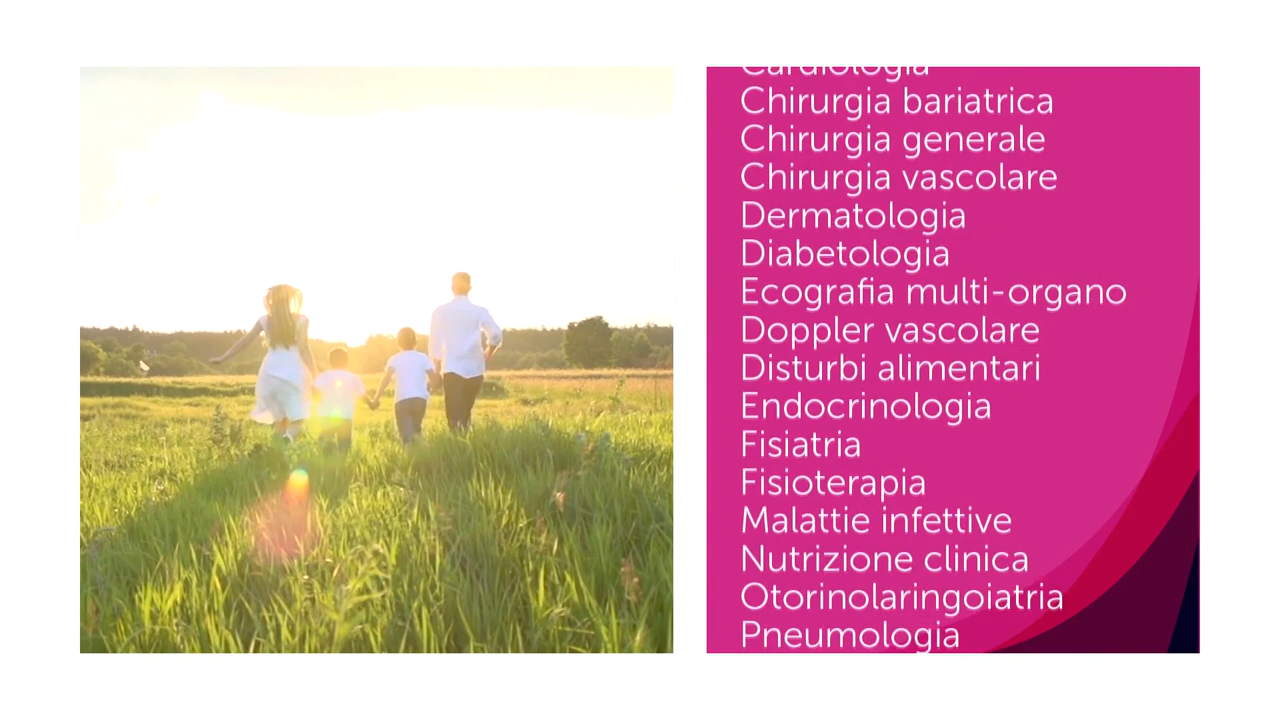 Cardiologia
Chirurgia bariatrica
Chirurgia generale
Chirurgia vascolare
Dermatologia
Diabetologia
Ecografia multi-organo
Doppler vascolare
Disturbi alimentari
Endocrinologia
Fisiatria
Fisioterapia
Malattie infettive
Nutrizione clinica
Otorinolaringoiatria
Pneumologia